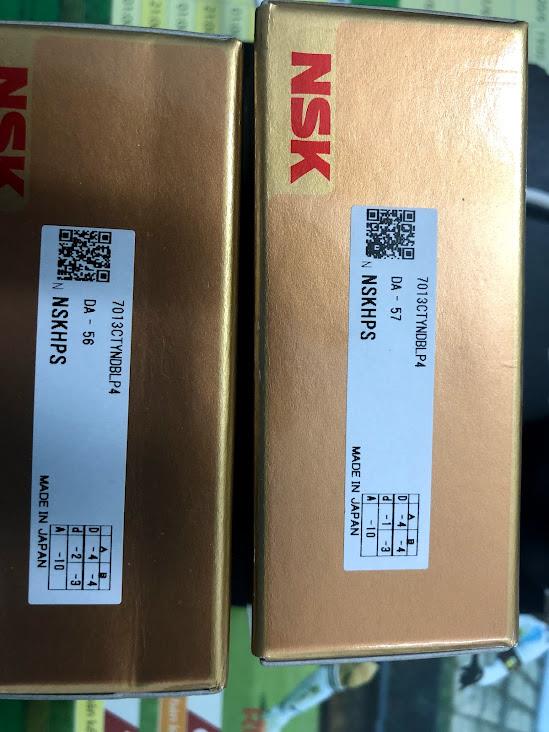 NSK
7013CTYNDBLP4
DA - 56
N NSKHPS
A B
D -4 -4
d -2 -3
A -10
MADE IN JAPAN
NSK
7013CTYNDBLP4
DA - 57
N NSKHPS
A B
D -4 -4
d -1 -3
A -10
MADE IN JAPAN